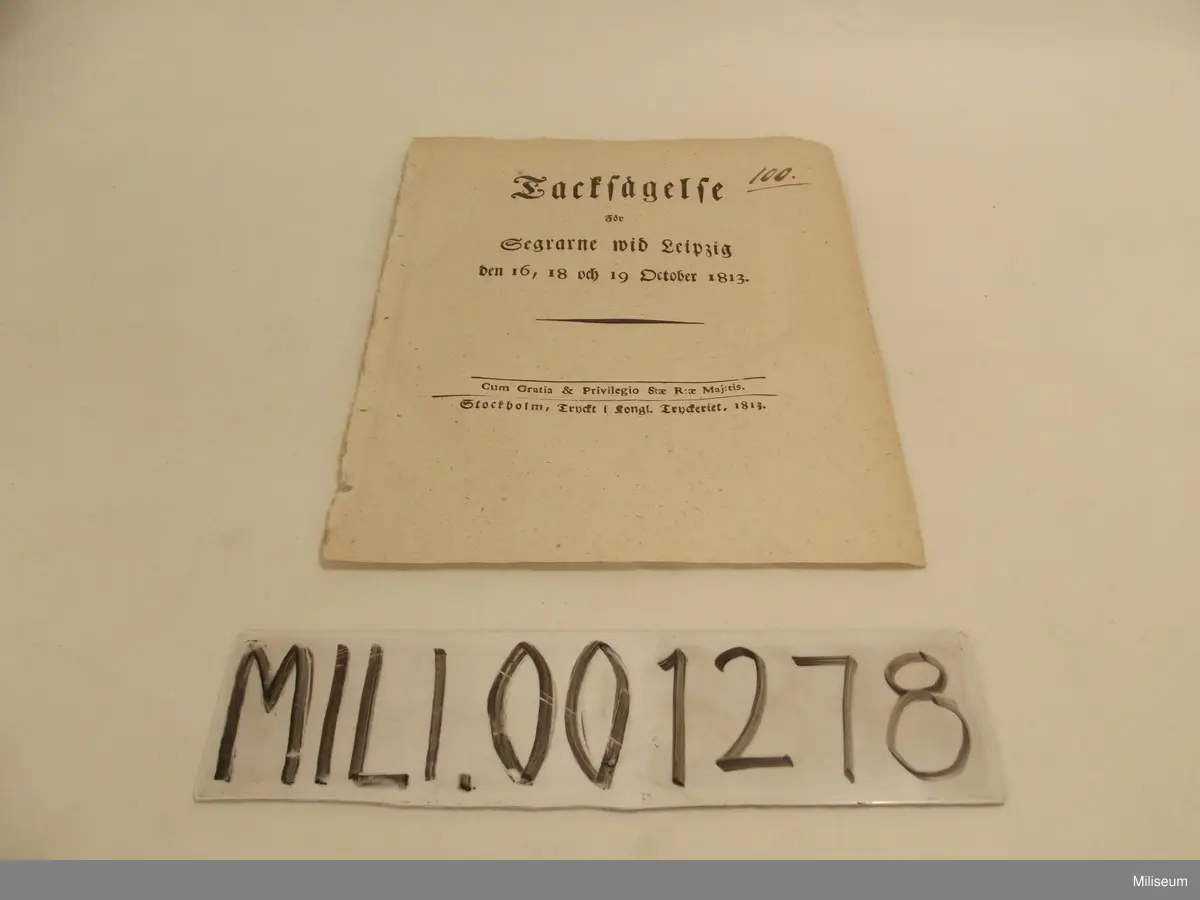 Tacksägelse
100.
För
Segrarne wid Leipzig
den 16, 18 och 19 October 1813.
Cum Gratia & Privilegio Stæ R:æ Maj:tis.
Stockholm, Tryckt i Kongl. Tryckeriet, 1813.
MILI.001278
Miliseum